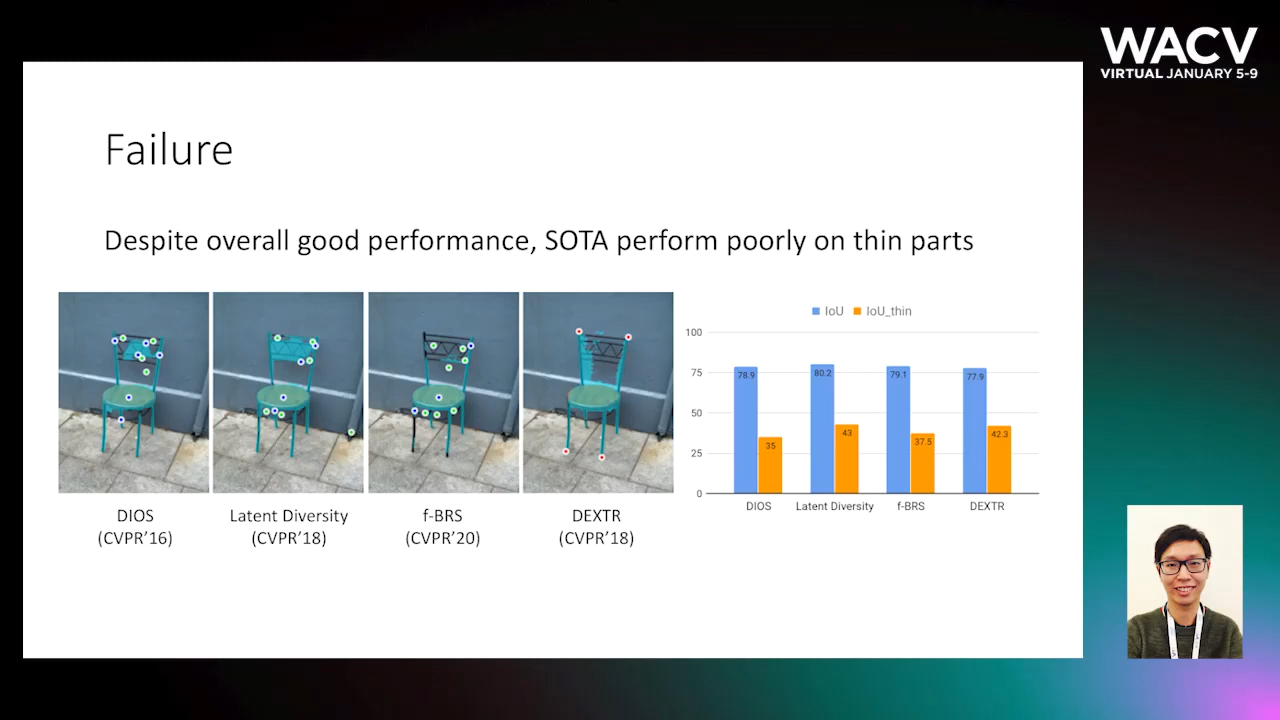 WACV
VIRTUAL JANUARY 5-9
Failure
Despite overall good performance, SOTA perform poorly on thin parts
DIOS
(CVPR’16)
Latent Diversity
(CVPR’18)
f-BRS
(CVPR’20)
DEXTR
(CVPR’18)
IoU IoU_thin
100
75
50
25
0
78.9
35
80.2
43
79.1
37.5
77.9
42.3
DIOS Latent Diversity f-BRS DEXTR